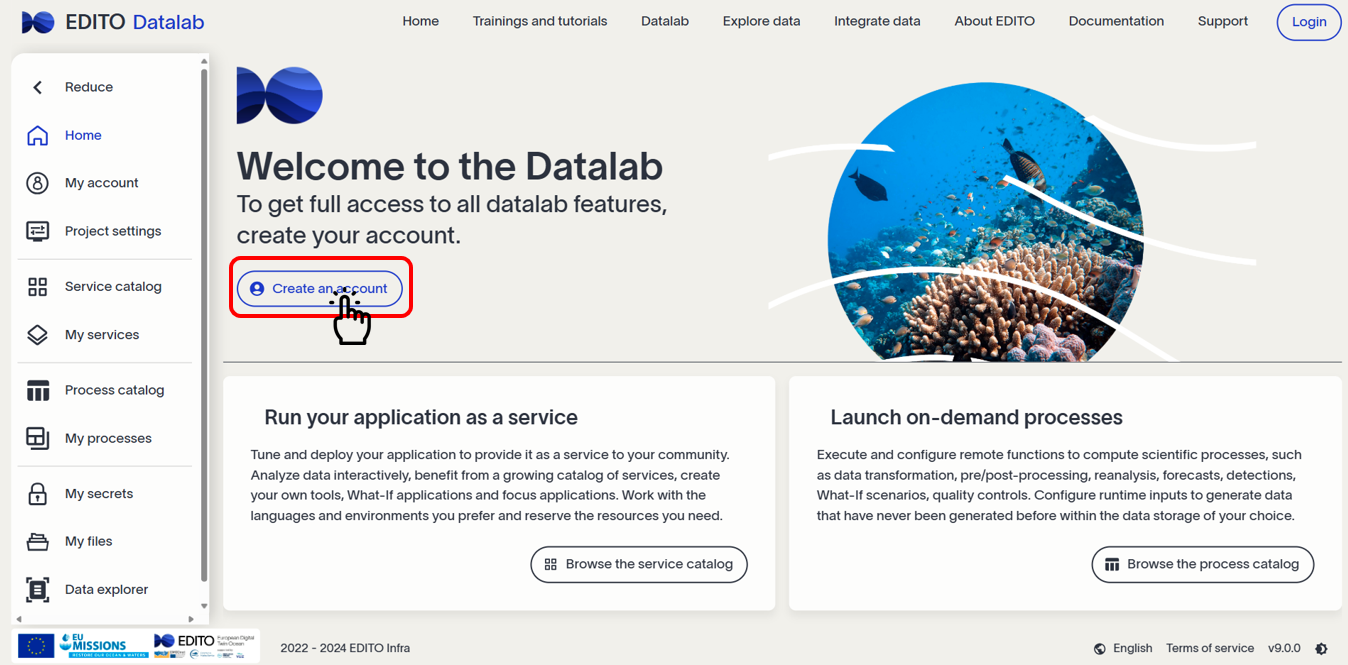 EDITO Datalab
Home
Trainings and tutorials
Datalab
Explore data
Integrate data
About EDITO
Documentation
Support
Login
Reduce
Home
My account
Project settings
Service catalog
My services
Process catalog
My processes
My secrets
My files
Data explorer
Welcome to the Datalab
To get full access to all datalab features,
create your account.
Create an account
Run your application as a service
Tune and deploy your application to provide it as a service to your community.
Analyze data interactively, benefit from a growing catalog of services, create
your own tools, What-If applications and focus applications. Work with the
languages and environments you prefer and reserve the resources you need.
Browse the service catalog
Launch on-demand processes
Execute and configure remote functions to compute scientific processes, such
as data transformation, pre/post-processing, reanalysis, forecasts, detections,
What-If scenarios, quality controls. Configure runtime inputs to generate data
that have never been generated before within the data storage of your choice.
Browse the process catalog
EU
MISSIONS
RESTORE OUR OCEAN & WATERS
EDITO
European Digital
Twin Ocean
2022 - 2024 EDITO Infra
English
Terms of service
v9.0.0